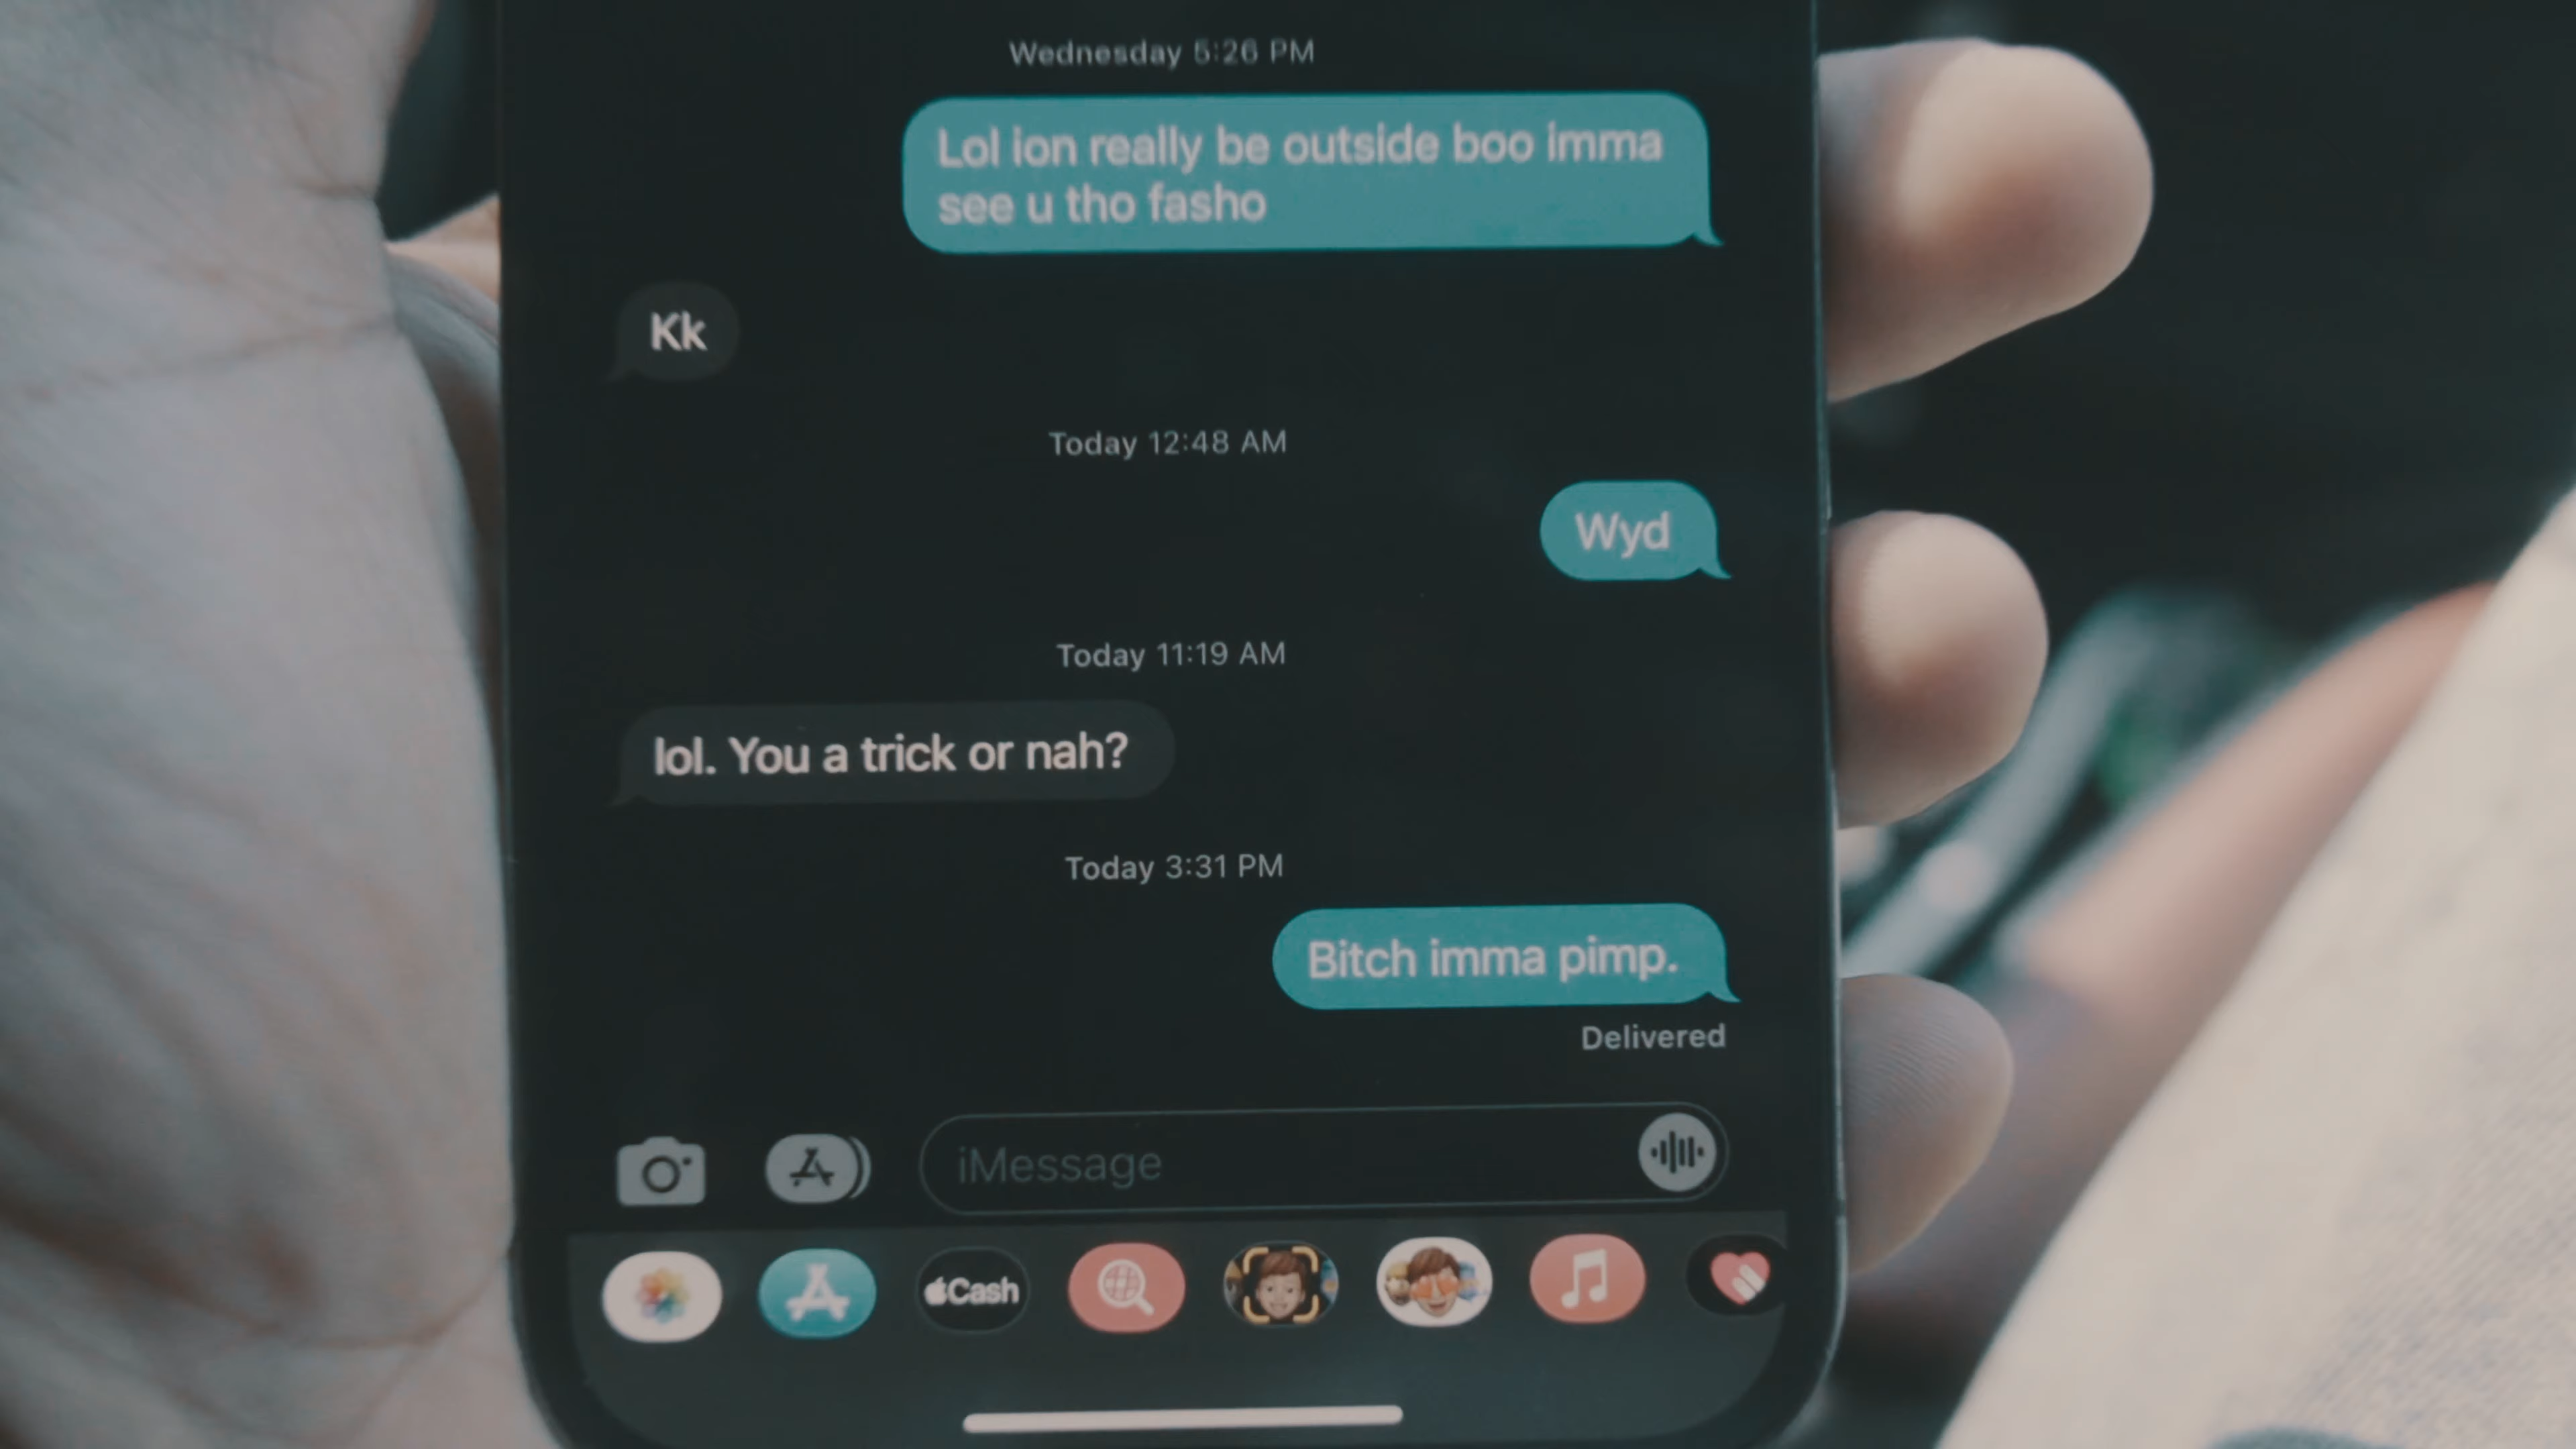 Wednesday 5:26 PM
Lol ion really be outside boo imma
see u tho fasho
Kk
Today 12:48 AM
Wyd
Today 11:19 AM
lol. You a trick or nah?
Today 3:31 PM
Bitch imma pimp.
Delivered
iMessage
Cash